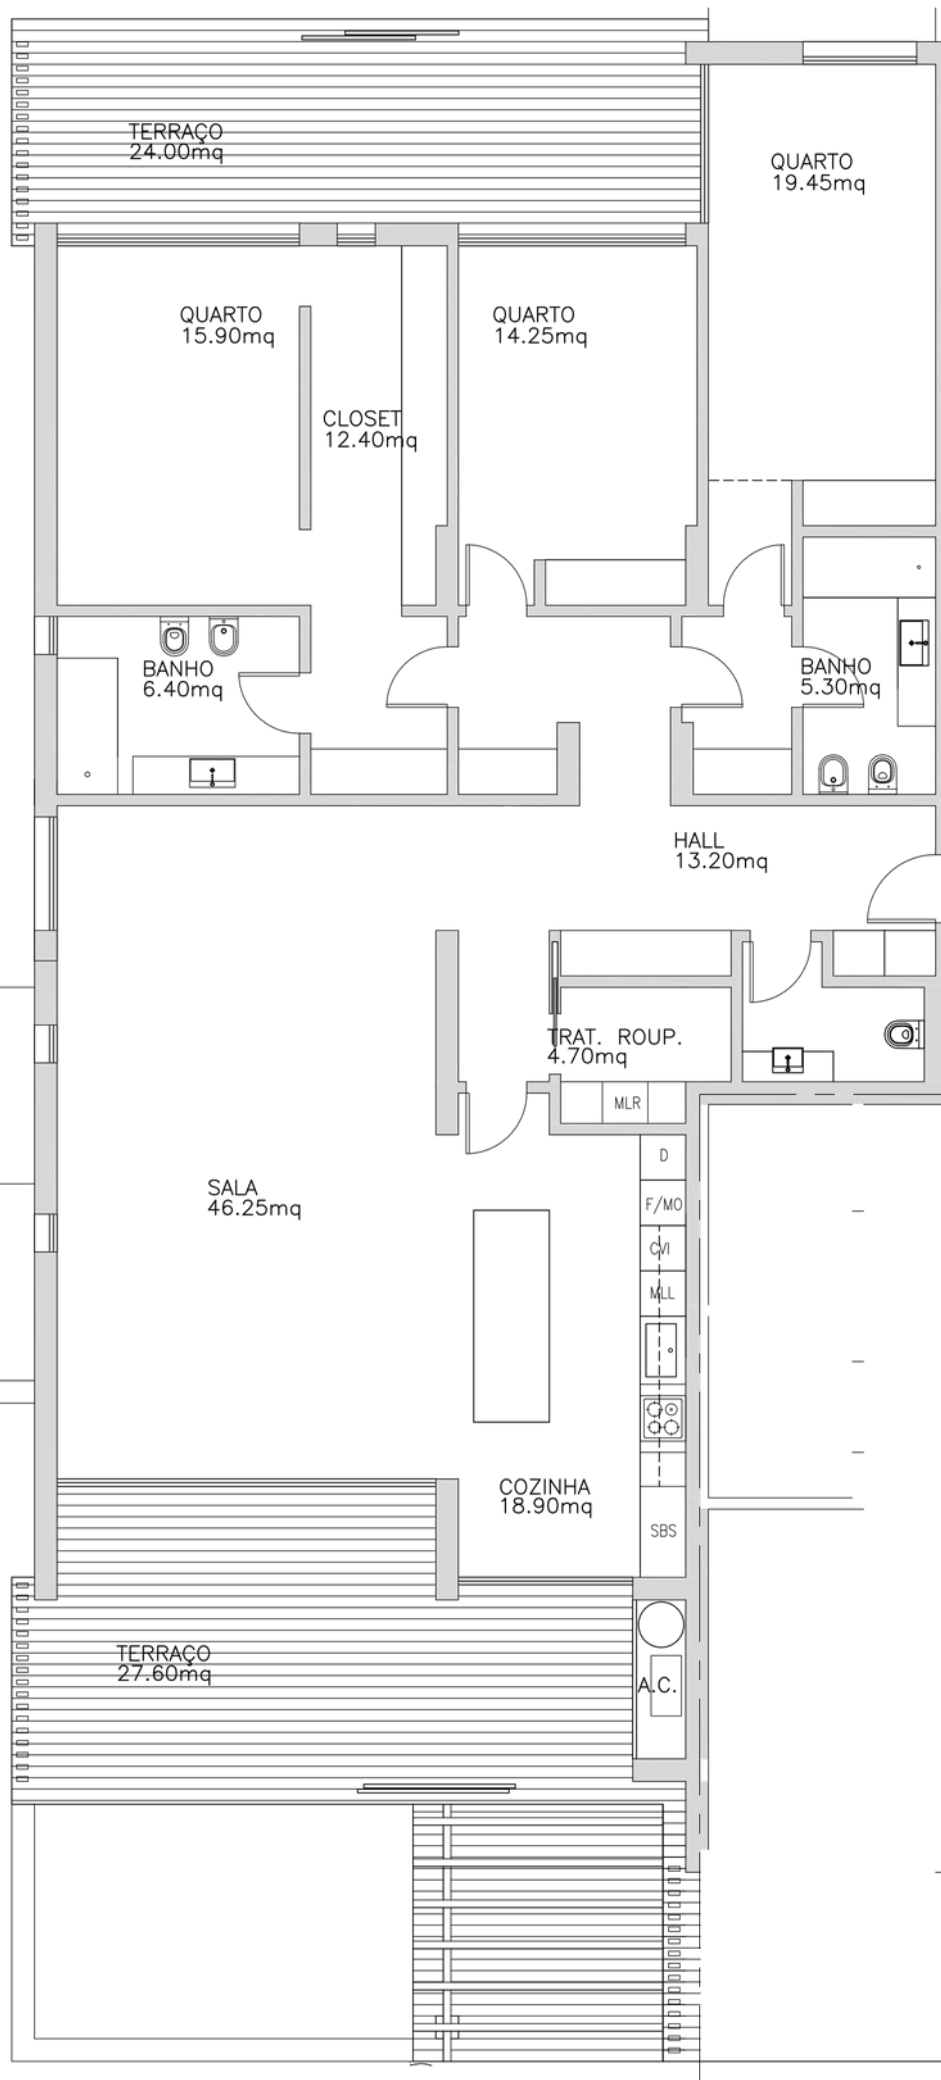 TERRAÇO
24.00mq
QUARTO
19.45mq
QUARTO
15.90mq
QUARTO
14.25mq
CLOSET
12.40mq
BANHO
6.40mq
BANHO
5.30mq
HALL
13.20mq
TRAT. ROUP.
4.70mq
MLR
D
F/MO
CVI
MLL
SALA
46.25mq
COZINHA
18.90mq
SBS
TERRAÇO
27.60mq
A.C.